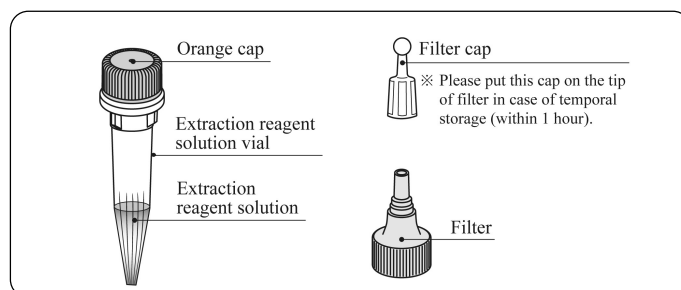 Orange cap
Extraction reagent
solution vial
Extraction
reagent solution
Filter cap
※ Please put this cap on the tip
of filter in case of temporal
storage (within 1 hour).
Filter